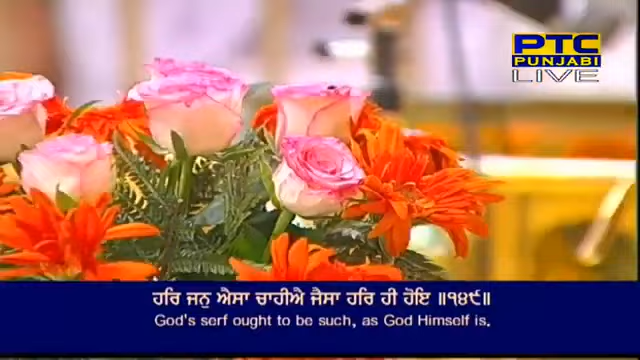 PTC
PUNJABI
LIVE
ਹਰਿ ਜਨੁ ਐਸਾ ਚਾਹੀਐ ਜੈਸਾ ਹਰਿ ਹੀ ਹੋਇ ॥੧੪੯॥
God's serf ought to be such, as God Himself is.